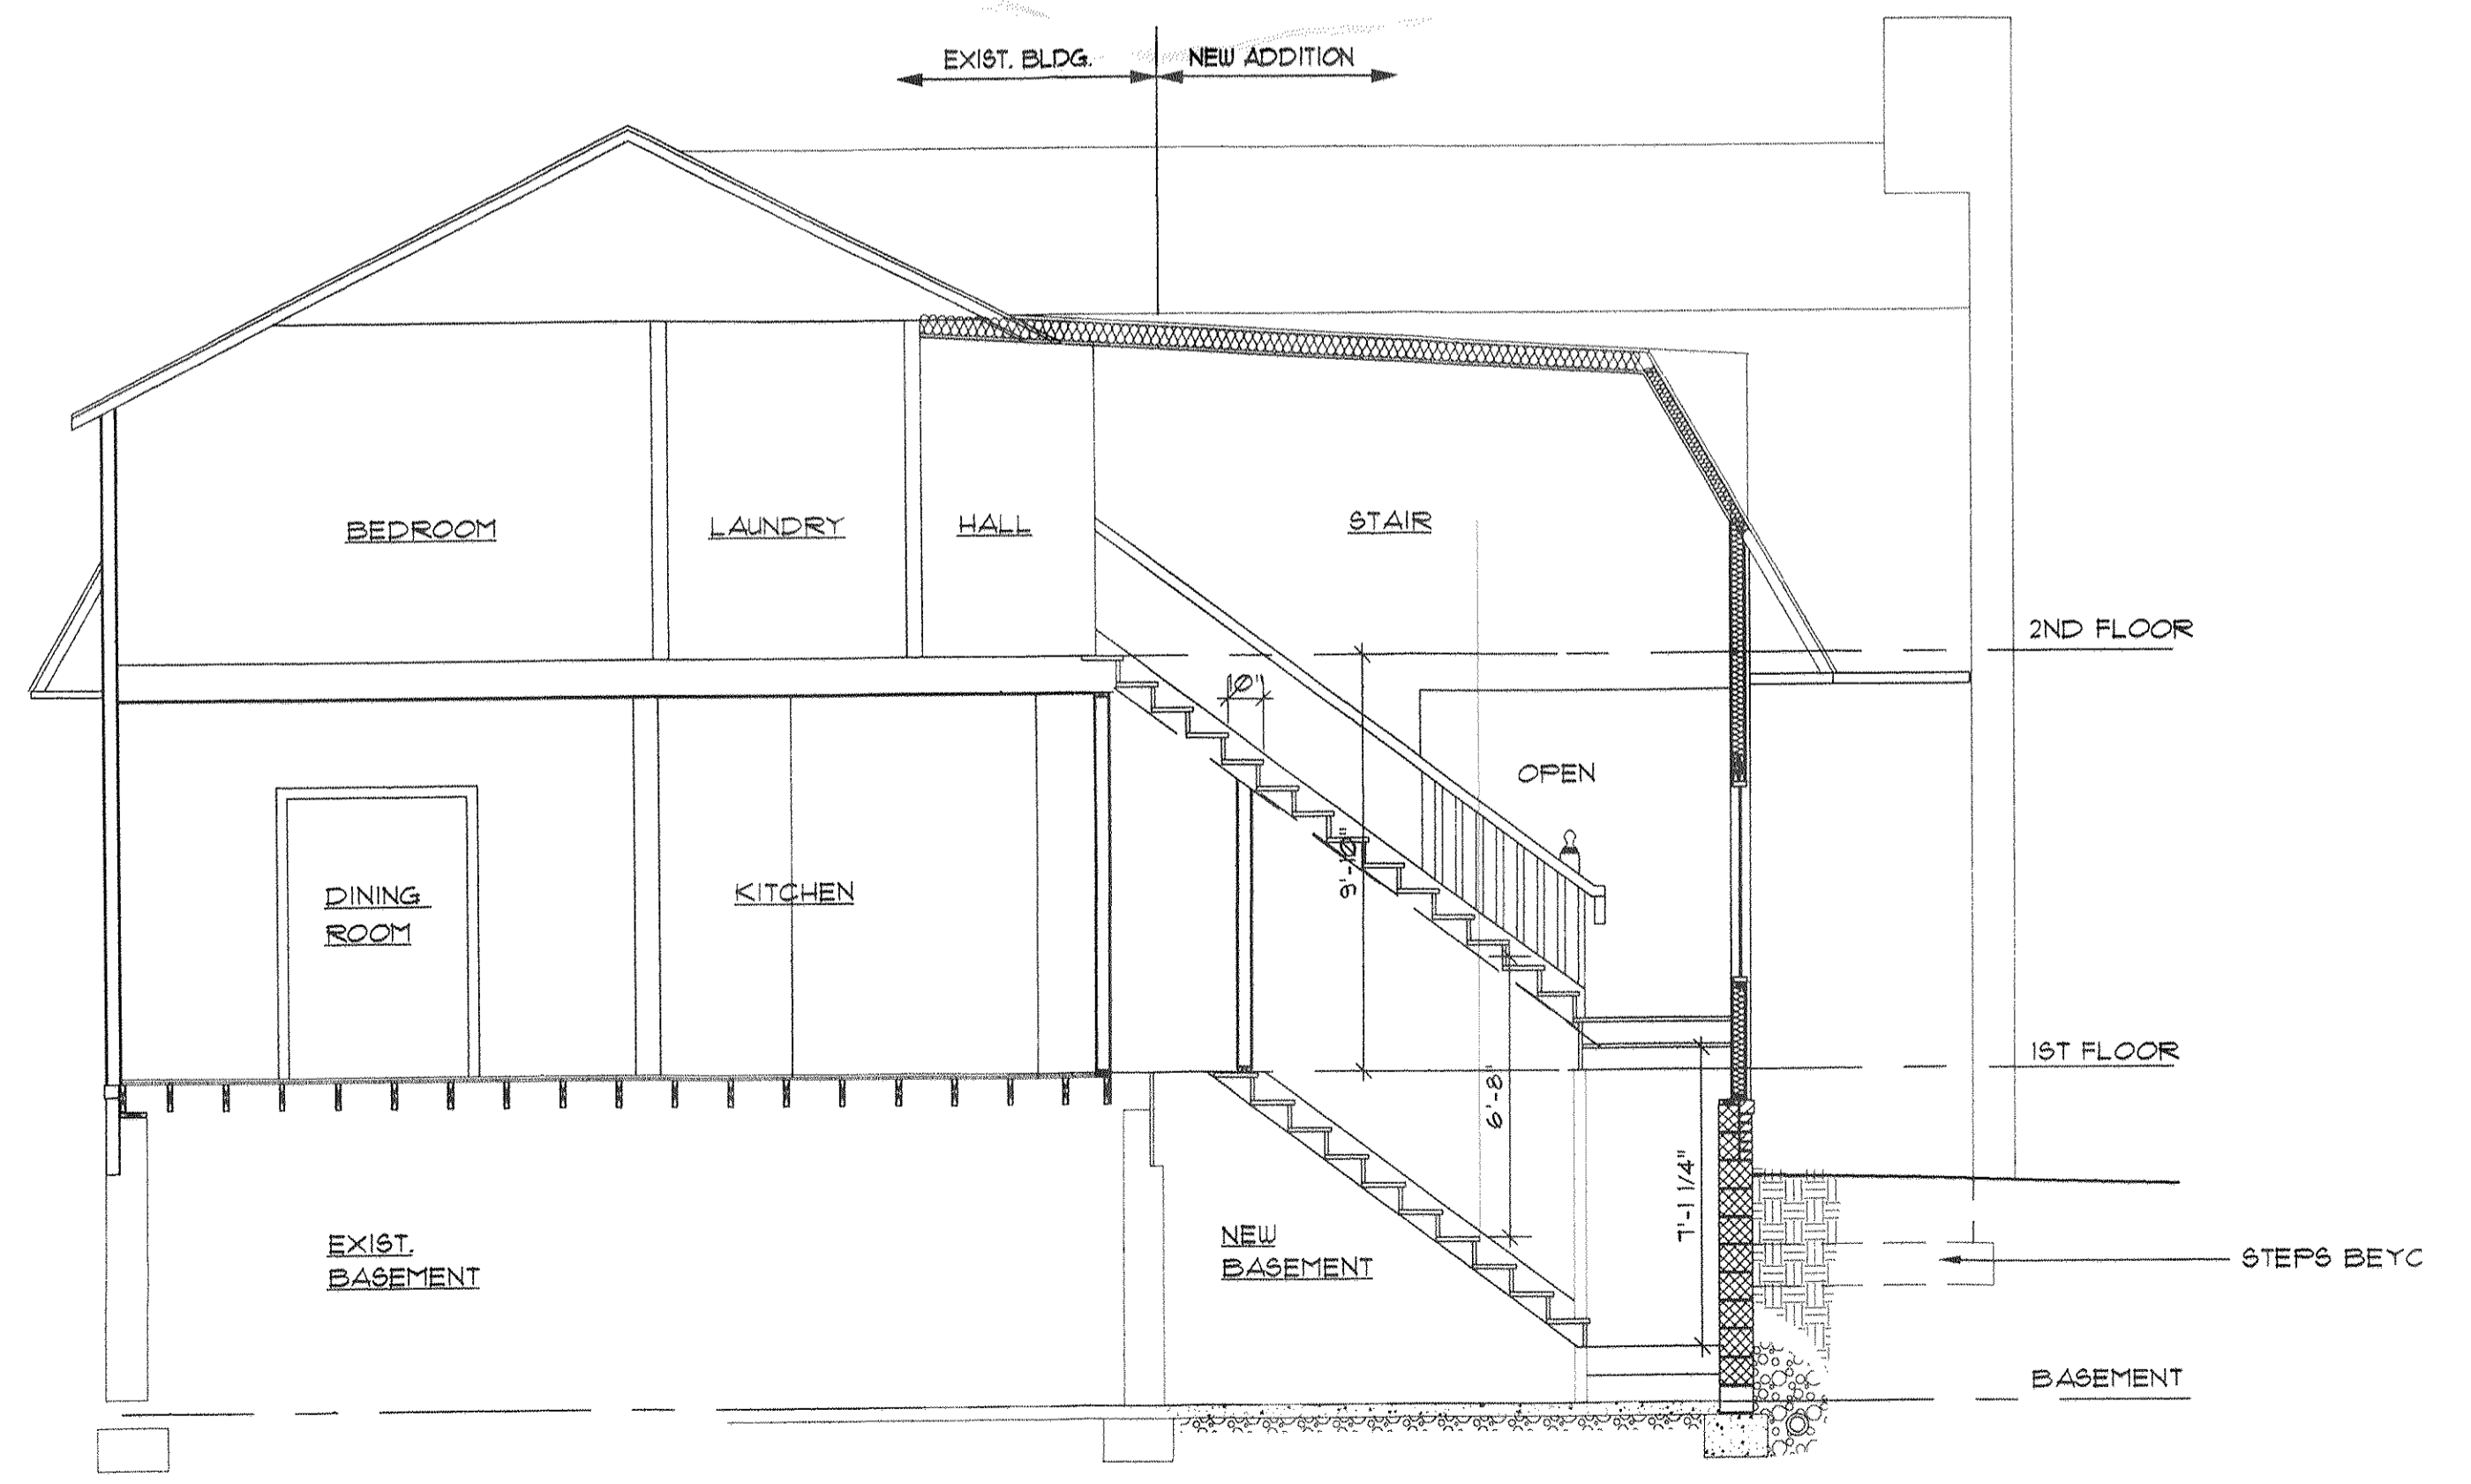 EXIST. BLDG.
NEW ADDITION
BEDROOM
LAUNDRY
HALL
STAIR
2ND FLOOR
10"
OPEN
9'-10"
DINING
ROOM
KITCHEN
1ST FLOOR
6'-8"
7'-1 1/4"
EXIST.
BASEMENT
NEW
BASEMENT
STEPS BEYO
BASEMENT